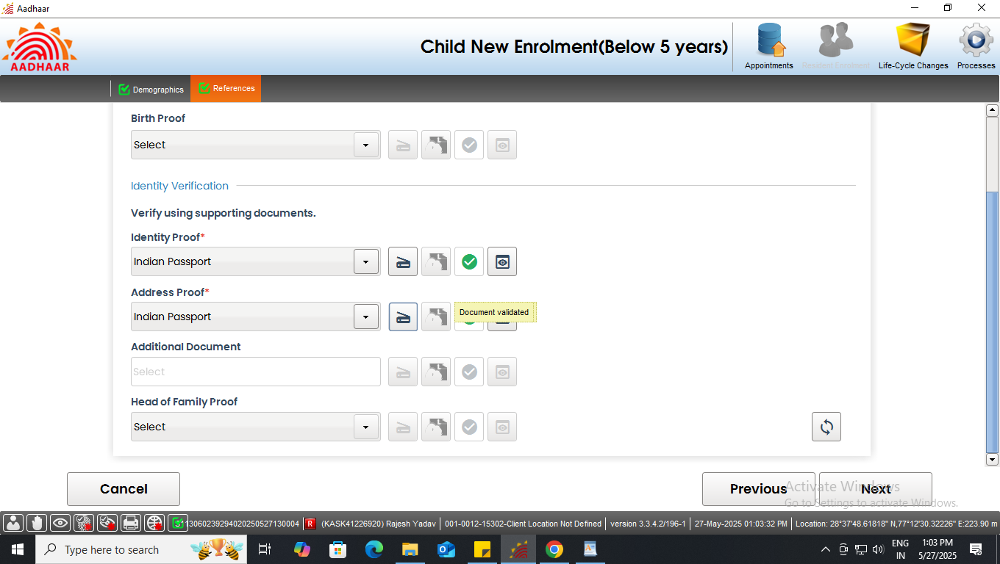 Aadhaar
AADHAAR
Child New Enrolment(Below 5 years)
Appointments
Resident Enrolment
Life-Cycle Changes
Processes
Demographics
References
Birth Proof
Select
Identity Verification
Verify using supporting documents.
Identity Proof*
Indian Passport
Address Proof*
Indian Passport
Document validated
Additional Document
Select
Head of Family Proof
Select
Cancel
Previous
Next
Activate Windows
Go to Settings to activate Windows.
13060239294020250527130004
R
(KASK41226920) Rajesh Yadav
001-0012-15302-Client Location Not Defined
version 3.3.4.2/196-1
27-May-2025 01:03:32 PM
Location: 28°37'48.61818" N,77°12'30.32226" E:223.90 m
Type here to search
ENG
IN
1:03 PM
5/27/2025